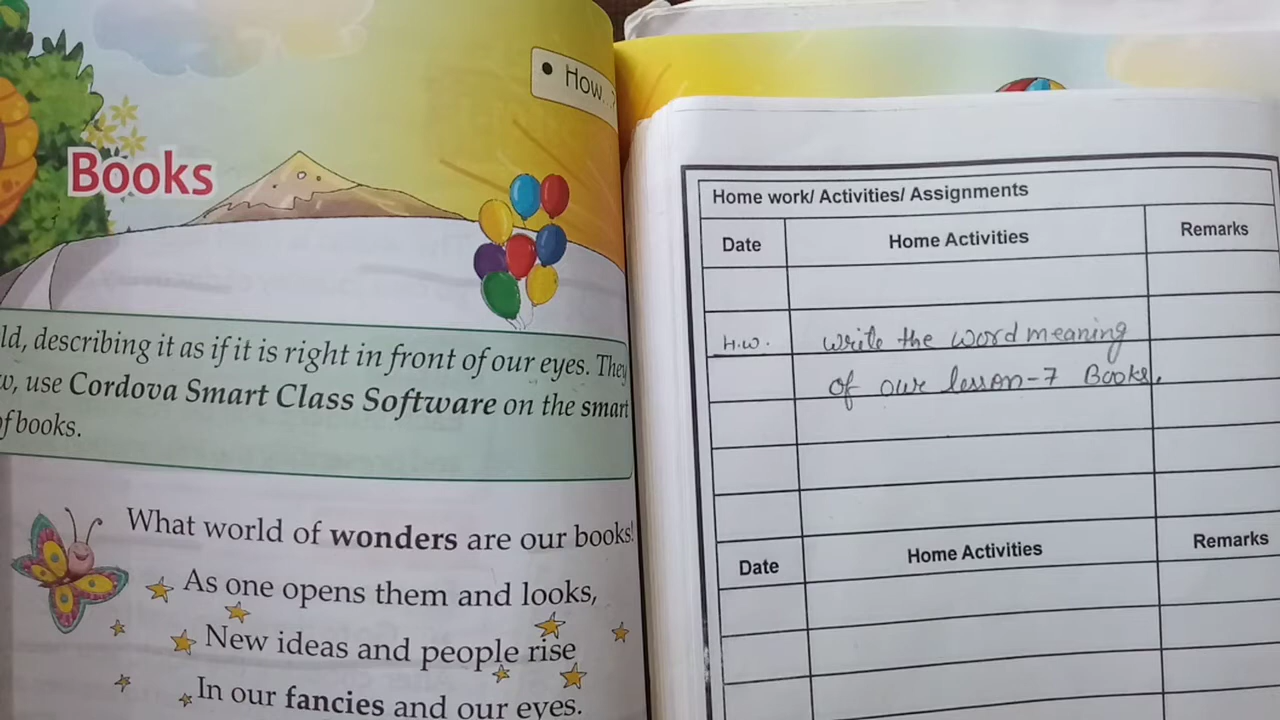 • How...?
Books
ld, describing it as if it is right in front of our eyes. They
w, use Cordova Smart Class Software on the smart
of books.
What world of wonders are our books!
As one opens them and looks,
New ideas and people rise
In our fancies and our eyes.
Home work/ Activities/ Assignments
Date Home Activities Remarks
H.W. write the word meaning
of our lesson-7 Books.
Date Home Activities Remarks